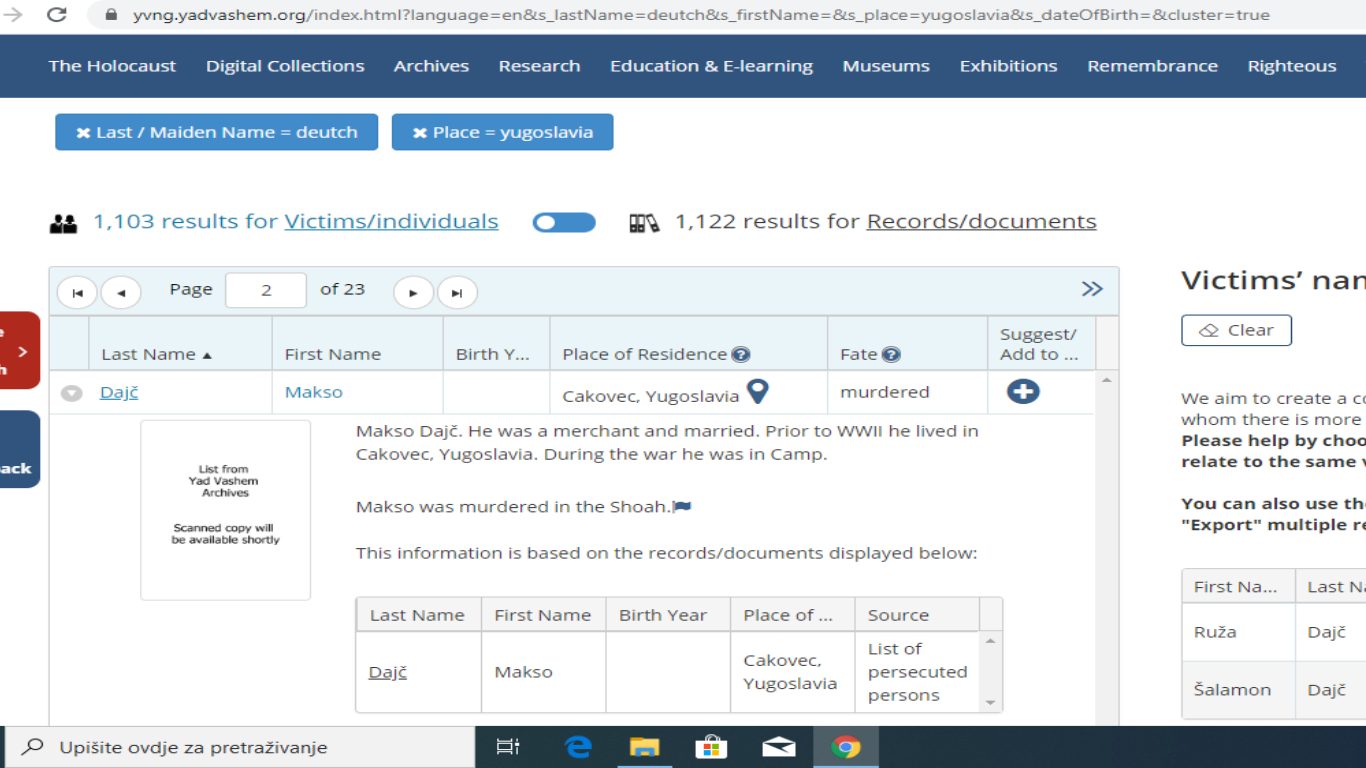 yvng.yadvashem.org/index.html?language=en&s_lastName=deutch&s_firstName=&s_place=yugoslavia&s_dateOfBirth=&cluster=true
The Holocaust Digital Collections Archives Research Education & E-learning Museums Exhibitions Remembrance Righteous
✖ Last / Maiden Name = deutch ✖ Place = yugoslavia
1,103 results for Victims/individuals 1,122 results for Records/documents
Page 2 of 23
Last Name ▲ First Name Birth Y... Place of Residence Fate Suggest/
Add to ...
Dajč Makso Cakovec, Yugoslavia murdered
List from
Yad Vashem
Archives
Scanned copy will
be available shortly
Makso Dajč. He was a merchant and married. Prior to WWII he lived in
Cakovec, Yugoslavia. During the war he was in Camp.
Makso was murdered in the Shoah.
This information is based on the records/documents displayed below:
Last Name First Name Birth Year Place of ... Source
Dajč Makso Cakovec,
Yugoslavia
List of
persecuted
persons
Victims'
Clear
We aim to create a
whom there is more
Please help by
relate to the same
You can also use
"Export" multiple
First Na... Last
Ruža Dajč
Šalamon Dajč
Upišite ovdje za pretraživanje